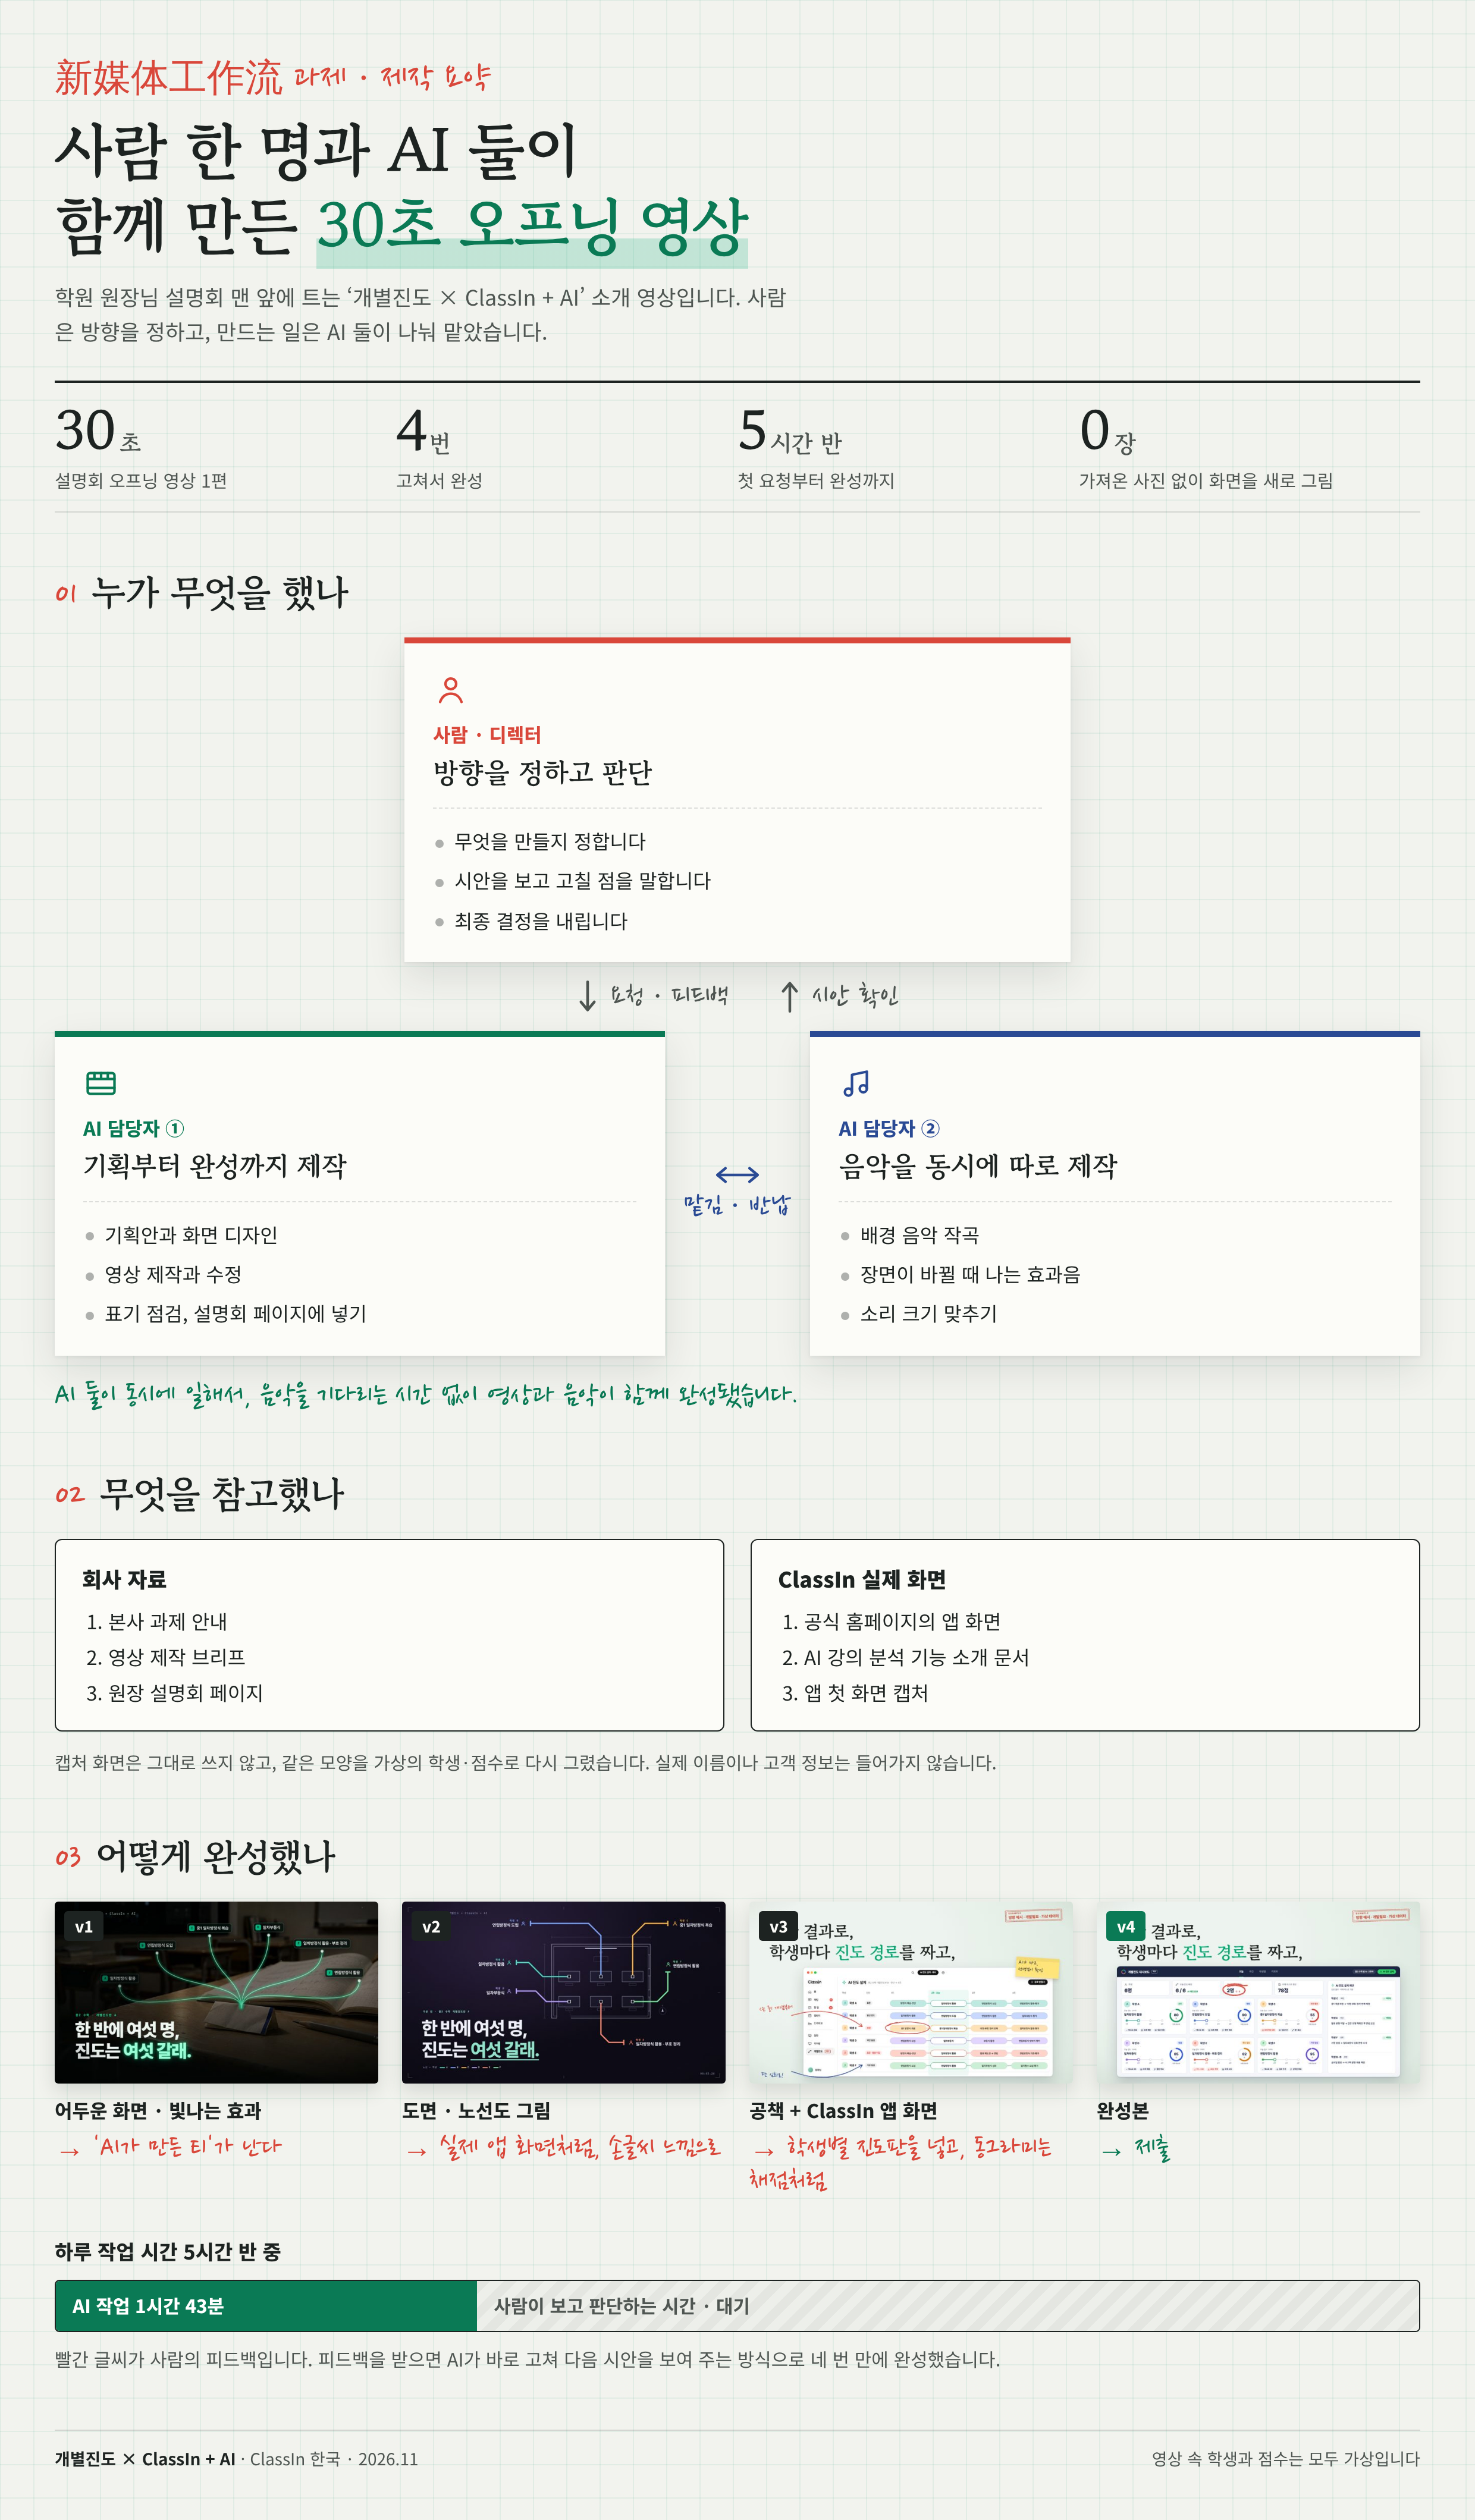 新媒体工作流 과제 · 제작 요약
사람 한 명과 AI 둘이
함께 만든 30초 오프닝 영상
학원 원장님 설명회 맨 앞에 트는 ‘개별진도 × ClassIn + AI’ 소개 영상입니다. 사람
은 방향을 정하고, 만드는 일은 AI 둘이 나눠 맡았습니다.
30초
설명회 오프닝 영상 1편
4번
고쳐서 완성
5시간 반
첫 요청부터 완성까지
0장
가져온 사진 없이 화면을 새로 그림
01 누가 무엇을 했나
사람 · 디렉터
방향을 정하고 판단
무엇을 만들지 정합니다
시안을 보고 고칠 점을 말합니다
최종 결정을 내립니다
↓ 요청 · 피드백 ↑ 시안 확인
AI 담당자 ①
기획부터 완성까지 제작
기획안과 화면 디자인
영상 제작과 수정
표기 점검, 설명회 페이지에 넣기
↔
맡김 · 반납
AI 담당자 ②
음악을 동시에 따로 제작
배경 음악 작곡
장면이 바뀔 때 나는 효과음
소리 크기 맞추기
AI 둘이 동시에 일해서, 음악을 기다리는 시간 없이 영상과 음악이 함께 완성됐습니다.
02 무엇을 참고했나
회사 자료
1. 본사 과제 안내
2. 영상 제작 브리프
3. 원장 설명회 페이지
ClassIn 실제 화면
1. 공식 홈페이지의 앱 화면
2. AI 강의 분석 기능 소개 문서
3. 앱 첫 화면 캡처
캡처 화면은 그대로 쓰지 않고, 같은 모양을 가상의 학생·점수로 다시 그렸습니다. 실제 이름이나 고객 정보는 들어가지 않습니다.
03 어떻게 완성했나
v1
한 반에 여섯 명,
진도는 여섯 갈래.
어두운 화면 · 빛나는 효과
→ 'AI가 만든 티'가 난다
v2
한 반에 여섯 명,
진도는 여섯 갈래.
도면 · 노선도 그림
→ 실제 앱 화면처럼, 손글씨 느낌으로
v3
결과로,
학생마다 진도 경로를 짜고,
ClassIn
AI 진도 설계
공책 + ClassIn 앱 화면
→ 학생별 진도판을 넣고, 동그라미는
채점처럼
v4
결과로,
학생마다 진도 경로를 짜고,
완성본
→ 제출
하루 작업 시간 5시간 반 중
AI 작업 1시간 43분
사람이 보고 판단하는 시간 · 대기
빨간 글씨가 사람의 피드백입니다. 피드백을 받으면 AI가 바로 고쳐 다음 시안을 보여 주는 방식으로 네 번 만에 완성했습니다.
개별진도 × ClassIn + AI · ClassIn 한국 · 2026.11
영상 속 학생과 점수는 모두 가상입니다